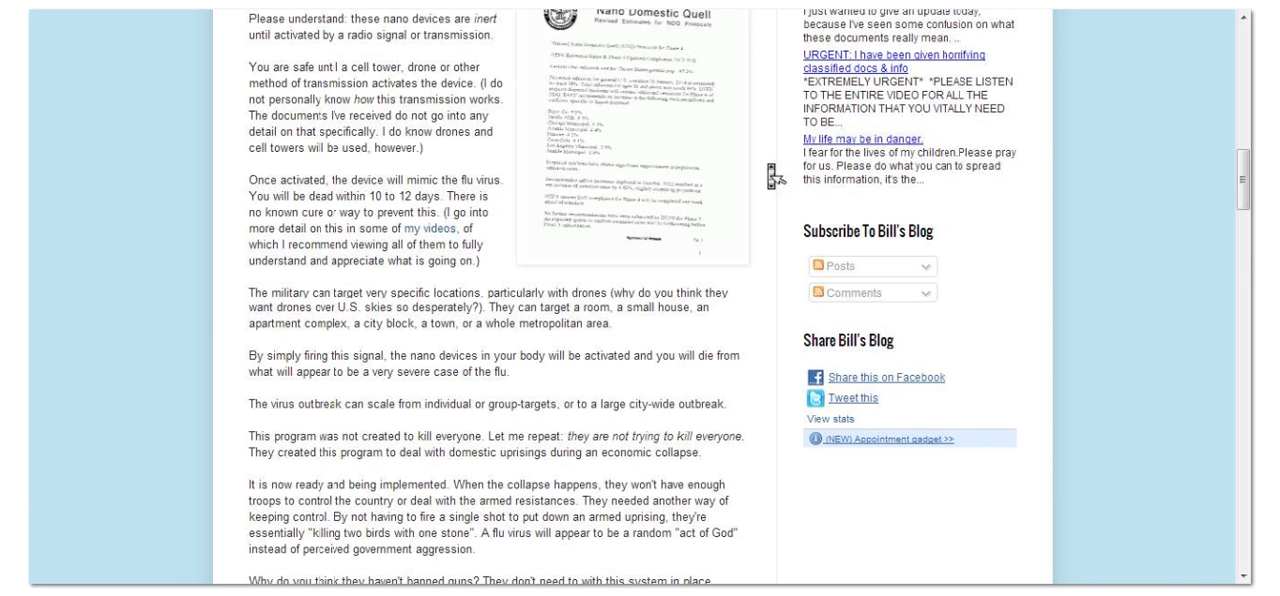 Please understand: these nano devices are inert
until activated by a radio signal or transmission.
You are safe until a cell tower, drone or other
method of transmission activates the device. (I do
not personally know how this transmission works.
The documents I've received do not go into any
detail on that specifically. I do know drones and
cell towers will be used, however.)
Once activated, the device will mimic the flu virus.
You will be dead within 10 to 12 days. There is
no known cure or way to prevent this. (I go into
more detail on this in some of my videos, of
which I recommend viewing all of them to fully
understand and appreciate what is going on.)
Nano Domestic Quell
Revised Estimates for NDQ Protocols
The military can target very specific locations, particularly with drones (why do you think they
want drones over U.S. skies so desperately?). They can target a room, a small house, an
apartment complex, a city block, a town, or a whole metropolitan area.
By simply firing this signal, the nano devices in your body will be activated and you will die from
what will appear to be a very severe case of the flu.
The virus outbreak can scale from individual or group-targets, or to a large city-wide outbreak.
This program was not created to kill everyone. Let me repeat: they are not trying to kill everyone.
They created this program to deal with domestic uprisings during an economic collapse.
It is now ready and being implemented. When the collapse happens, they won't have enough
troops to control the country or deal with the armed resistances. They needed another way of
keeping control. By not having to fire a single shot to put down an armed uprising, they're
essentially "killing two birds with one stone". A flu virus will appear to be a random "act of God"
instead of perceived government aggression.
Why do you think they haven't banned guns? They don't need to with this system in place.
I just wanted to give an update today,
because I've seen some confusion on what
these documents really mean. ...
URGENT: I have been given horrifying
classified docs & info
*EXTREMELY URGENT* *PLEASE LISTEN
TO THE ENTIRE VIDEO FOR ALL THE
INFORMATION THAT YOU VITALLY NEED
TO BE...
My life may be in danger.
I fear for the lives of my children.Please pray
for us. Please do what you can to spread
this information, it's the...
Subscribe To Bill's Blog
Posts
Comments
Share Bill's Blog
Share this on Facebook
Tweet this
View stats
(NEW) Appointment gadget >>